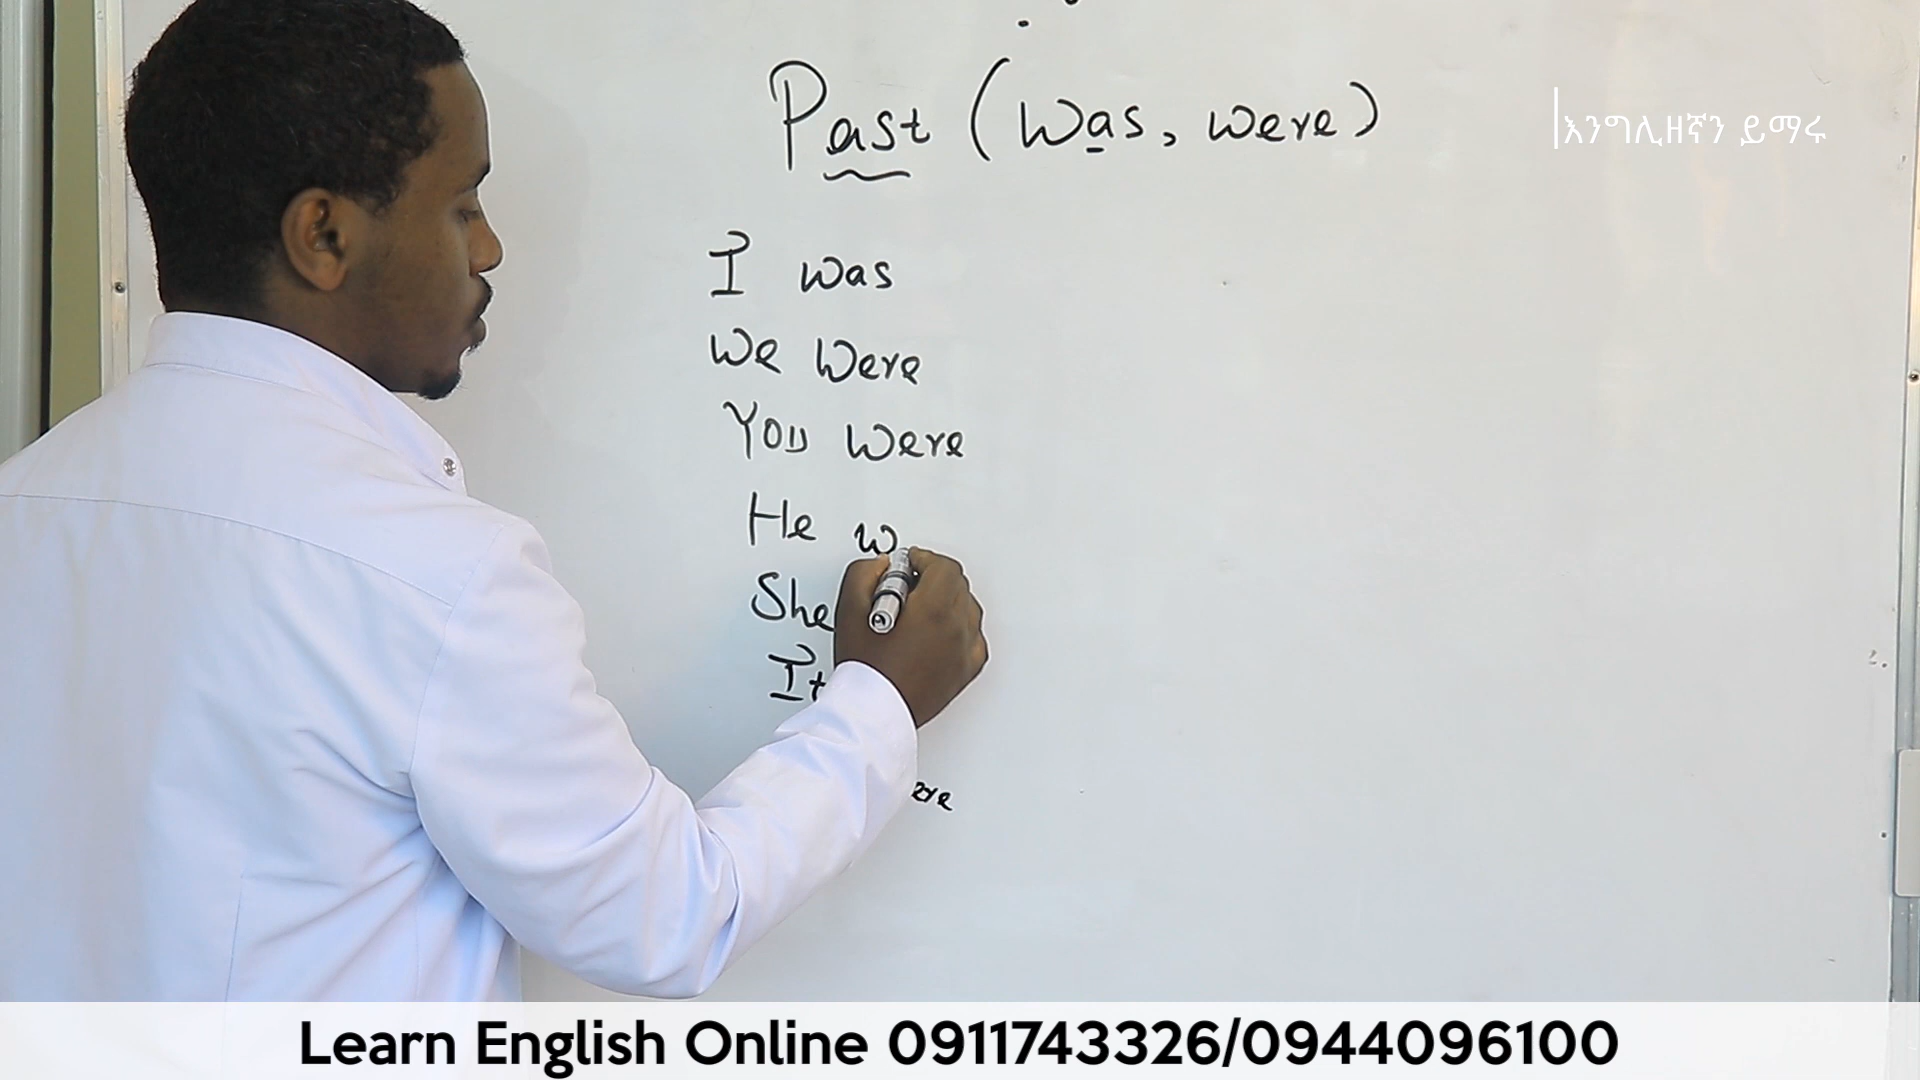 Past (was, were)
እንግሊዘኛን ይማሩ
I was
We were
You were
He w
She
It
ere
Learn English Online 0911743326/0944096100